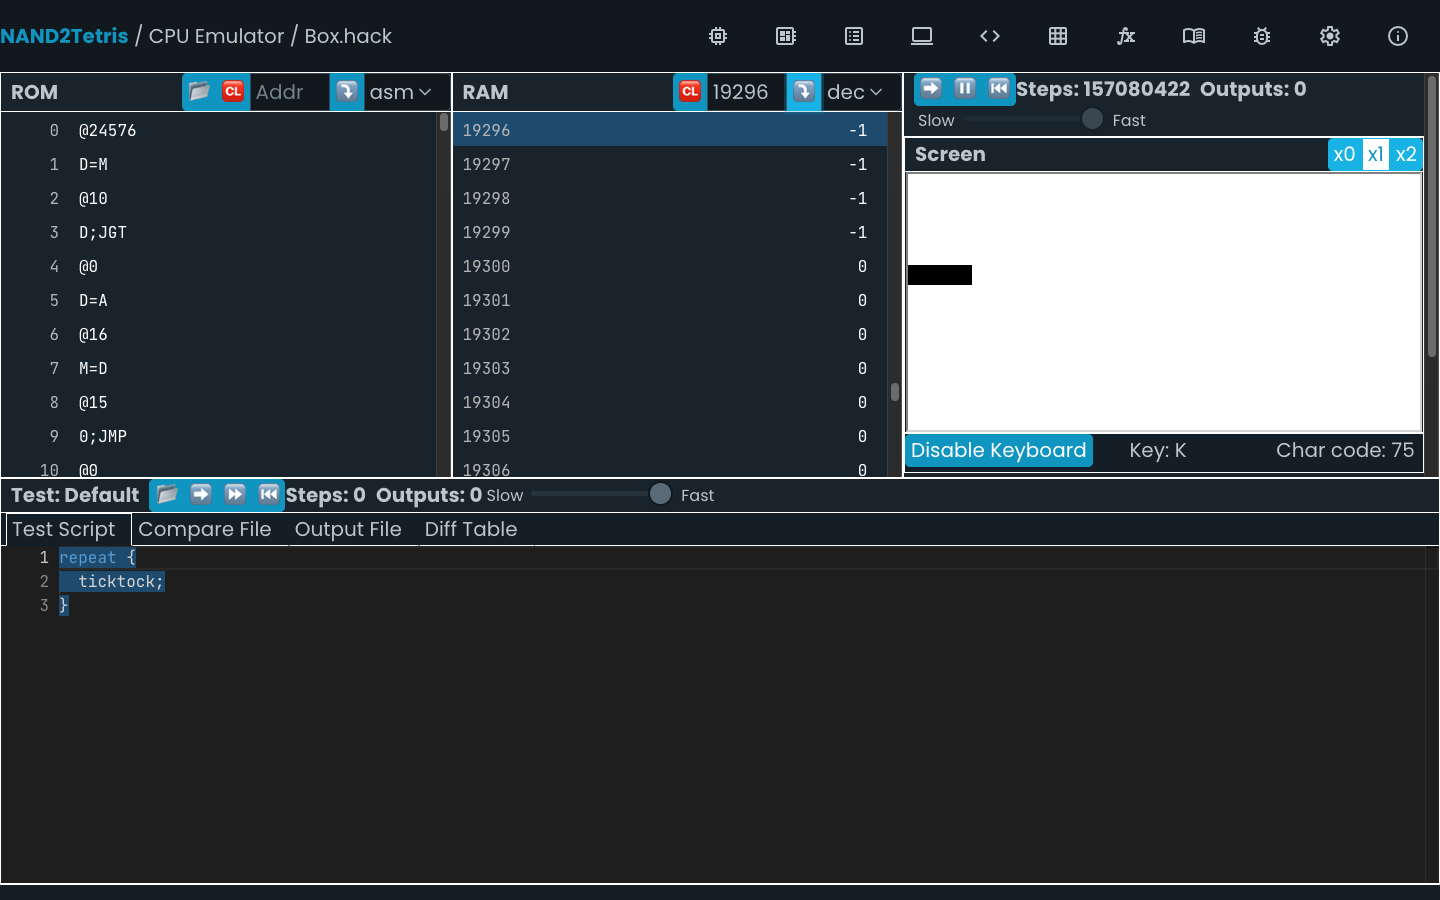 NAND2Tetris / CPU Emulator / Box.hack
ROM CL Addr asm
0 @24576
1 D=M
2 @10
3 D;JGT
4 @0
5 D=A
6 @16
7 M=D
8 @15
9 0;JMP
10 @0
RAM CL 19296 dec
19296 -1
19297 -1
19298 -1
19299 -1
19300 0
19301 0
19302 0
19303 0
19304 0
19305 0
19306 0
Steps: 157080422 Outputs: 0
Slow Fast
Screen x0 x1 x2
Disable Keyboard Key: K Char code: 75
Test: Default Steps: 0 Outputs: 0 Slow Fast
Test Script Compare File Output File Diff Table
1 repeat {
2 ticktock;
3 }